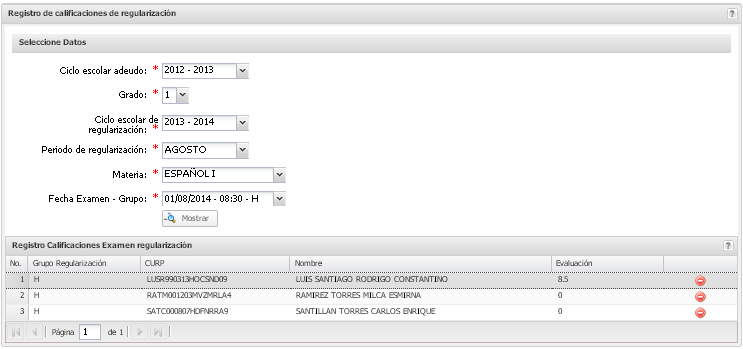 Registro de calificaciones de regularización
?
Seleccione Datos
Ciclo escolar adeudo: * 2012 - 2013
Grado: * 1
Ciclo escolar de
regularización: * 2013 - 2014
Periodo de regularización: * AGOSTO
Materia: * ESPAÑOL I
Fecha Examen - Grupo: * 01/08/2014 - 08:30 - H
Mostrar
Registro Calificaciones Examen regularización
?
No. Grupo Regularización CURP Nombre Evaluación
1 H LUSR990313HOCSND09 LUIS SANTIAGO RODRIGO CONSTANTINO 8.5
2 H RATM001203MVZMRLA4 RAMIREZ TORRES MILCA ESMIRNA 0
3 H SATC000807HDFNRRA9 SANTILLAN TORRES CARLOS ENRIQUE 0
Página 1 de 1